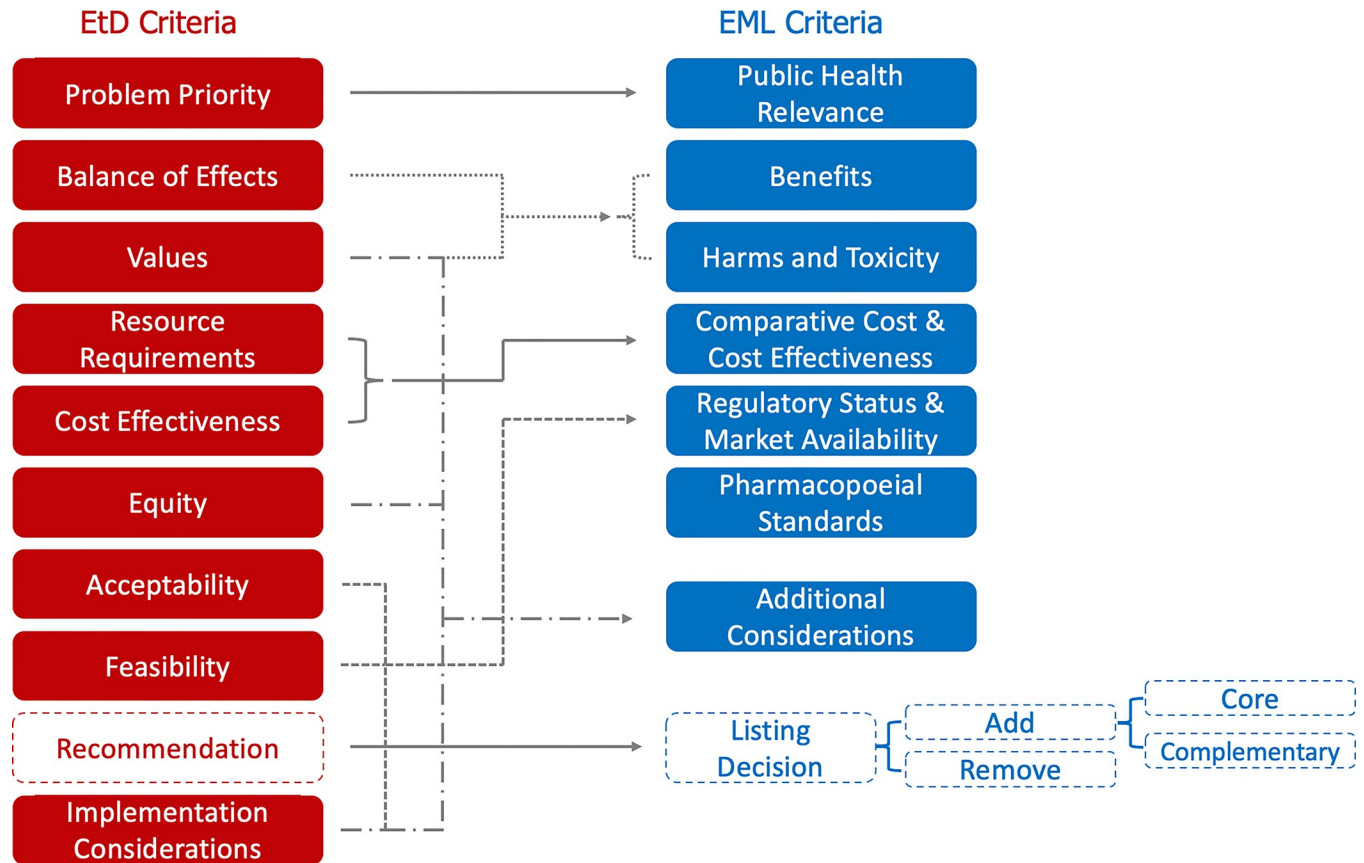 EtD Criteria
EML Criteria
Problem Priority
Public Health
Relevance
Balance of Effects
Benefits
Values
Harms and Toxicity
Resource
Requirements
Comparative Cost &
Cost Effectiveness
Cost Effectiveness
Regulatory Status &
Market Availability
Equity
Pharmacopoeial
Standards
Acceptability
Additional
Considerations
Feasibility
Recommendation
Listing
Decision
Add
Remove
Core
Complementary
Implementation
Considerations